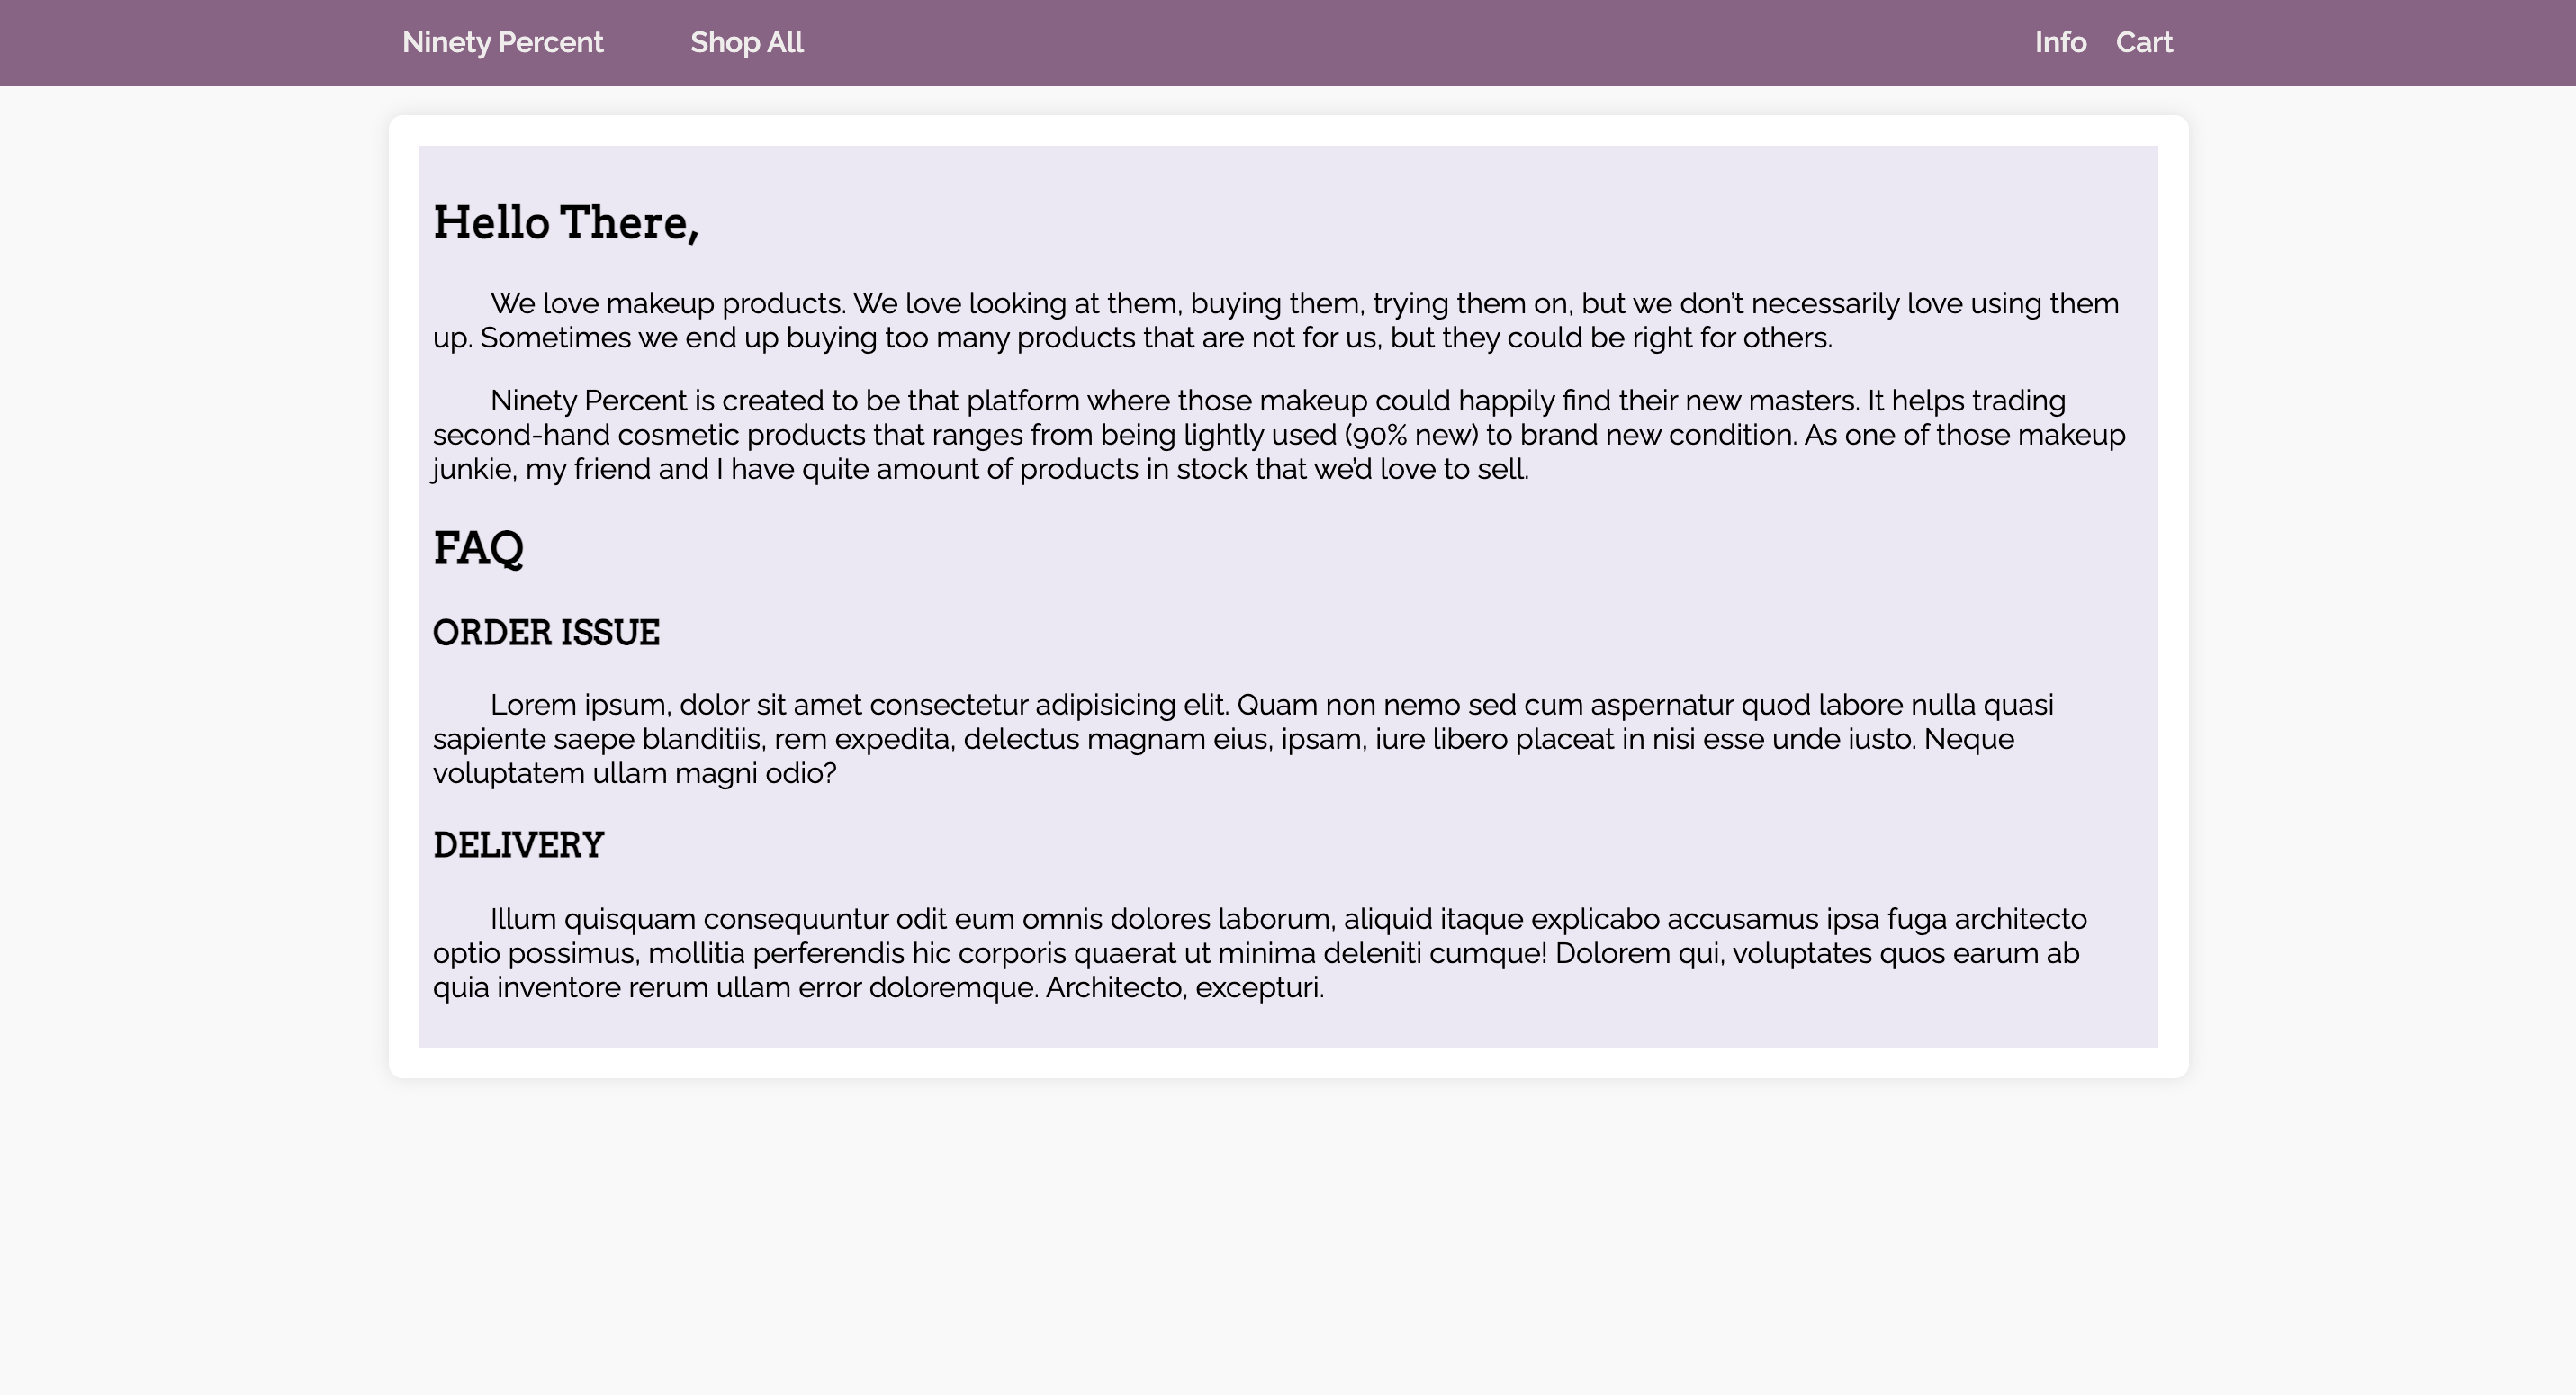 Ninety Percent Shop All Info Cart
Hello There,
We love makeup products. We love looking at them, buying them, trying them on, but we don't necessarily love using them
up. Sometimes we end up buying too many products that are not for us, but they could be right for others.
Ninety Percent is created to be that platform where those makeup could happily find their new masters. It helps trading
second-hand cosmetic products that ranges from being lightly used (90% new) to brand new condition. As one of those makeup
junkie, my friend and I have quite amount of products in stock that we'd love to sell.
FAQ
ORDER ISSUE
Lorem ipsum, dolor sit amet consectetur adipisicing elit. Quam non nemo sed cum aspernatur quod labore nulla quasi
sapiente saepe blanditiis, rem expedita, delectus magnam eius, ipsam, iure libero placeat in nisi esse unde iusto. Neque
voluptatem ullam magni odio?
DELIVERY
Illum quisquam consequuntur odit eum omnis dolores laborum, aliquid itaque explicabo accusamus ipsa fuga architecto
optio possimus, mollitia perferendis hic corporis quaerat ut minima deleniti cumque! Dolorem qui, voluptates quos earum ab
quia inventore rerum ullam error doloremque. Architecto, excepturi.